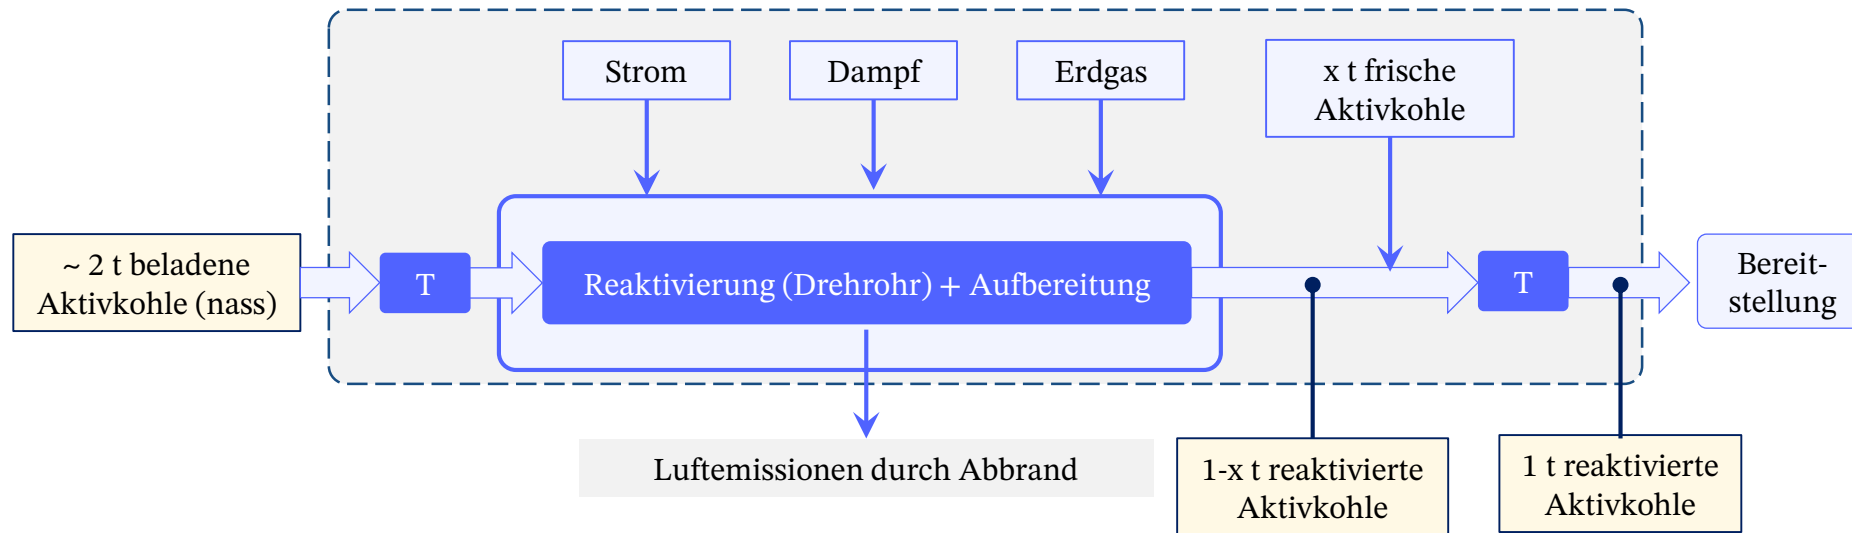 Strom
Dampf
Erdgas
x t frische
Aktivkohle
~ 2 t beladene
Aktivkohle (nass)
T
Reaktivierung (Drehrohr) + Aufbereitung
T
Bereit-
stellung
Luftemissionen durch Abbrand
1-x t reaktivierte
Aktivkohle
1 t reaktivierte
Aktivkohle